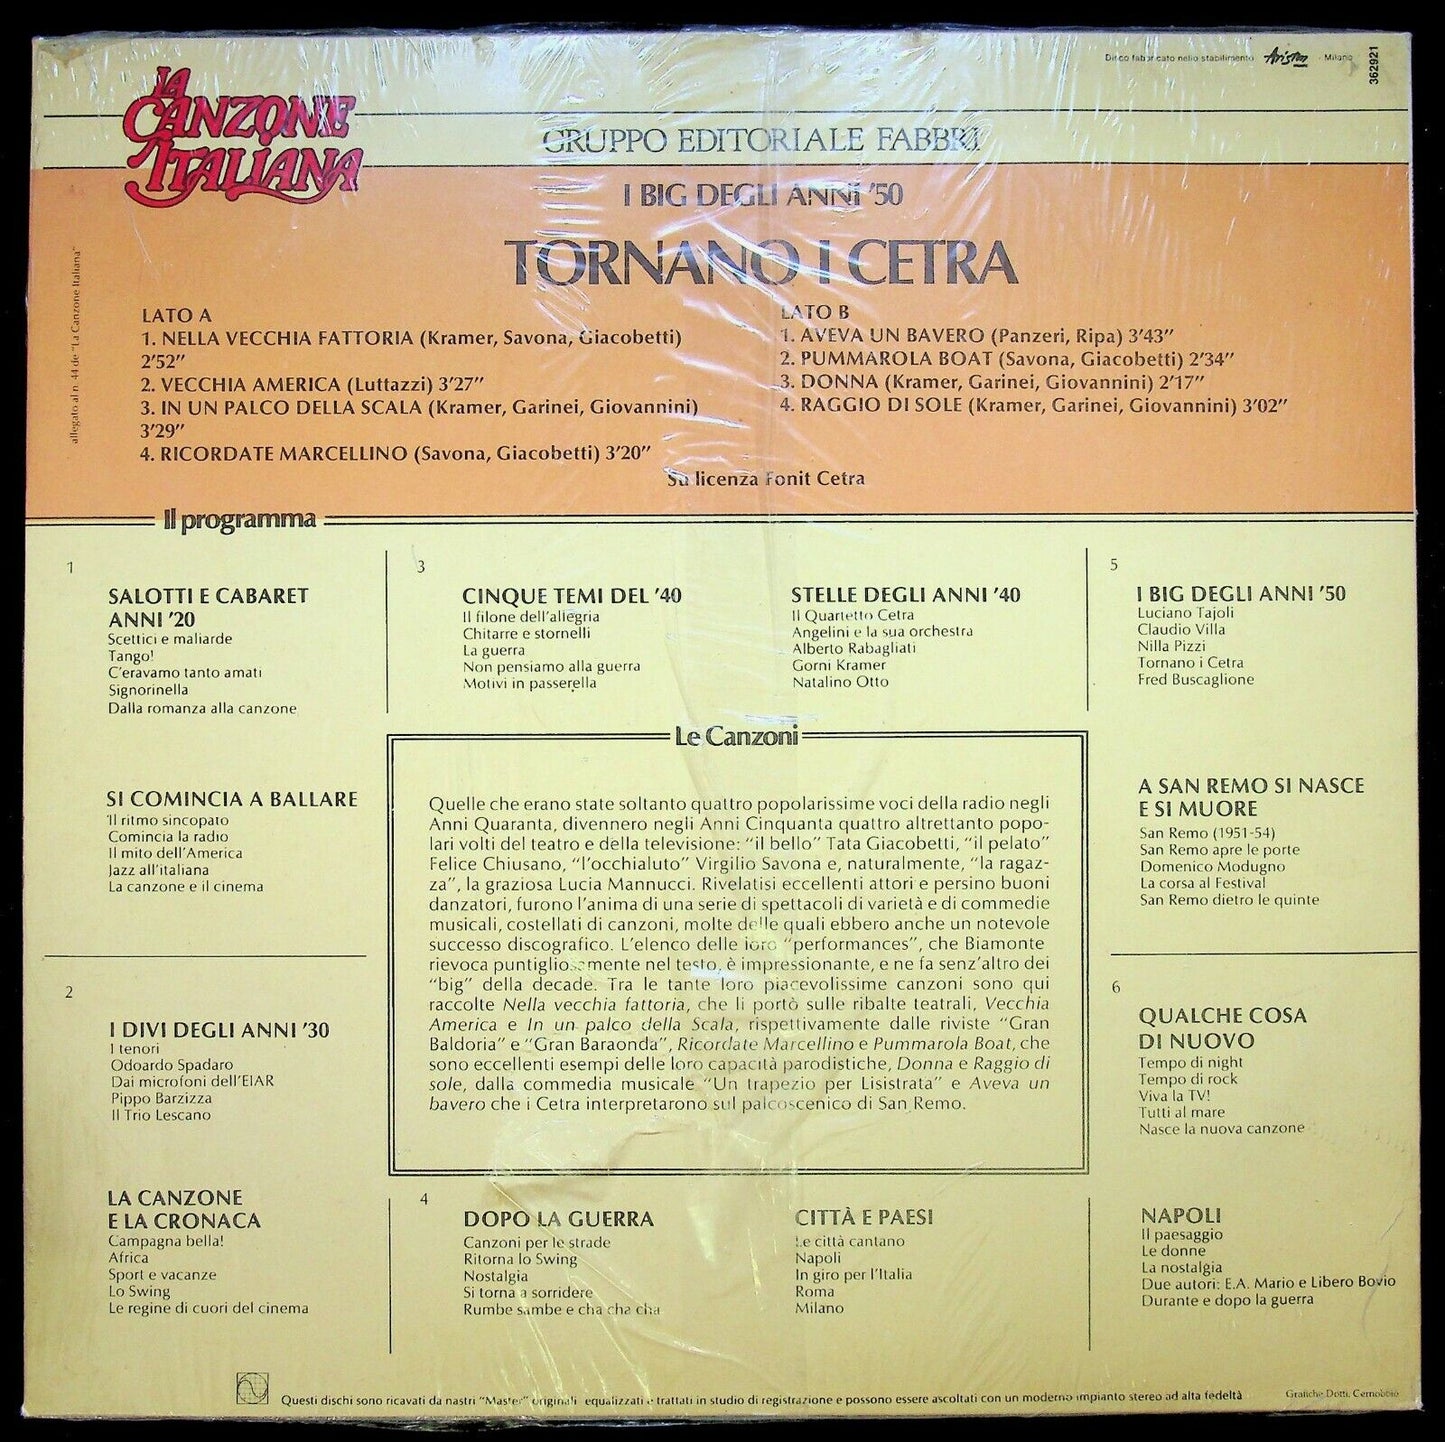 Disco fabbricato nello stabilimento Ariston - Milano
362921
LA
CANZONE
ITALIANA
GRUPPO EDITORIALE FABBRI
I BIG DEGLI ANNI '50
TORNANO I CETRA
allegato al n. 44 de "La Canzone Italiana"
LATO A
1. NELLA VECCHIA FATTORIA (Kramer, Savona, Giacobetti)
2'52"
2. VECCHIA AMERICA (Luttazzi) 3'27"
3. IN UN PALCO DELLA SCALA (Kramer, Garinei, Giovannini)
3'29"
4. RICORDATE MARCELLINO (Savona, Giacobetti) 3'20"
LATO B
1. AVEVA UN BAVERO (Panzeri, Ripa) 3'43"
2. PUMMAROLA BOAT (Savona, Giacobetti) 2'34"
3. DONNA (Kramer, Garinei, Giovannini) 2'17"
4. RAGGIO DI SOLE (Kramer, Garinei, Giovannini) 3'02"
Su licenza Fonit Cetra
Il programma
1
SALOTTI E CABARET
ANNI '20
Scettici e maliarde
Tango!
C'eravamo tanto amati
Signorinella
Dalla romanza alla canzone
SI COMINCIA A BALLARE
Il ritmo sincopato
Comincia la radio
Il mito dell'America
Jazz all'italiana
La canzone e il cinema
2
I DIVI DEGLI ANNI '30
I tenori
Odoardo Spadaro
Dai microfoni dell'EIAR
Pippo Barzizza
Il Trio Lescano
LA CANZONE
E LA CRONACA
Campagna bella!
Africa
Sport e vacanze
Lo Swing
Le regine di cuori del cinema
3
CINQUE TEMI DEL '40
Il filone dell'allegria
Chitarre e stornelli
La guerra
Non pensiamo alla guerra
Motivi in passerella
STELLE DEGLI ANNI '40
Il Quartetto Cetra
Angelini e la sua orchestra
Alberto Rabagliati
Gorni Kramer
Natalino Otto
Le Canzoni
Quelle che erano state soltanto quattro popolarissime voci della radio negli
Anni Quaranta, divennero negli Anni Cinquanta quattro altrettanto popo-
lari volti del teatro e della televisione: "il bello" Tata Giacobetti, "il pelato"
Felice Chiusano, "l'occhialuto" Virgilio Savona e, naturalmente, "la ragaz-
za", la graziosa Lucia Mannucci. Rivelatisi eccellenti attori e persino buoni
danzatori, furono l'anima di una serie di spettacoli di varietà e di commedie
musicali, costellati di canzoni, molte delle quali ebbero anche un notevole
successo discografico. L'elenco delle loro "performances", che Biamonte
rievoca puntigliosamente nel testo, è impressionante, e ne fa senz'altro dei
"big" della decade. Tra le tante loro piacevolissime canzoni sono qui
raccolte Nella vecchia fattoria, che li portò sulle ribalte teatrali, Vecchia
America e In un palco della Scala, rispettivamente dalle riviste "Gran
Baldoria" e "Gran Baraonda", Ricordate Marcellino e Pummarola Boat, che
sono eccellenti esempi delle loro capacità parodistiche, Donna e Raggio di
sole, dalla commedia musicale "Un trapezio per Lisistrata" e Aveva un
bavero che i Cetra interpretarono sul palcoscenico di San Remo.
4
DOPO LA GUERRA
Canzoni per le strade
Ritorna lo Swing
Nostalgia
Si torna a sorridere
Rumbe sambe e cha cha cha
CITTÀ E PAESI
Le città cantano
Napoli
In giro per l'Italia
Roma
Milano
5
I BIG DEGLI ANNI '50
Luciano Tajoli
Claudio Villa
Nilla Pizzi
Tornano i Cetra
Fred Buscaglione
A SAN REMO SI NASCE
E SI MUORE
San Remo (1951-54)
San Remo apre le porte
Domenico Modugno
La corsa al Festival
San Remo dietro le quinte
6
QUALCHE COSA
DI NUOVO
Tempo di night
Tempo di rock
Viva la TV!
Tutti al mare
Nasce la nuova canzone
NAPOLI
Il paesaggio
Le donne
La nostalgia
Due autori: E.A. Mario e Libero Bovio
Durante e dopo la guerra
Questi dischi sono ricavati da nastri "Master" originali equalizzati e trattati in studio di registrazione e possono essere ascoltati con un moderno impianto stereo ad alta fedeltà
Grafiche Dotti, Cernobbio